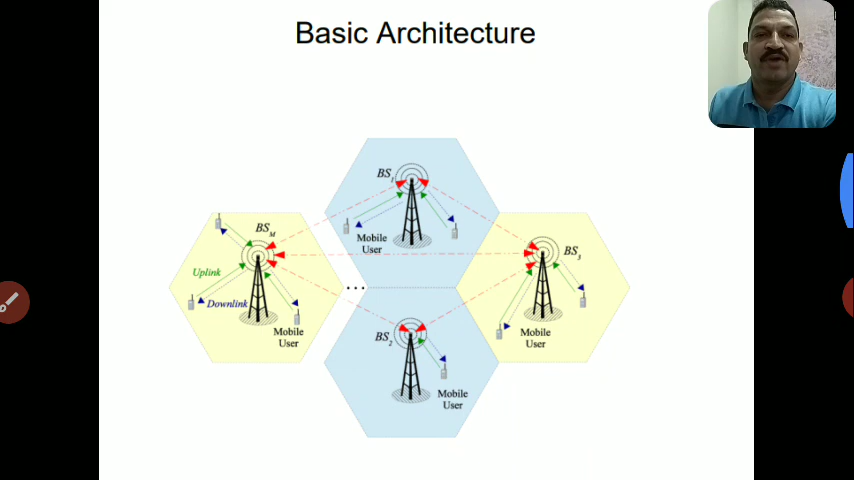 Basic Architecture
BS1
Mobile
User
BSM
Uplink
Downlink
Mobile
User
...
BS3
Mobile
User
BS2
Mobile
User